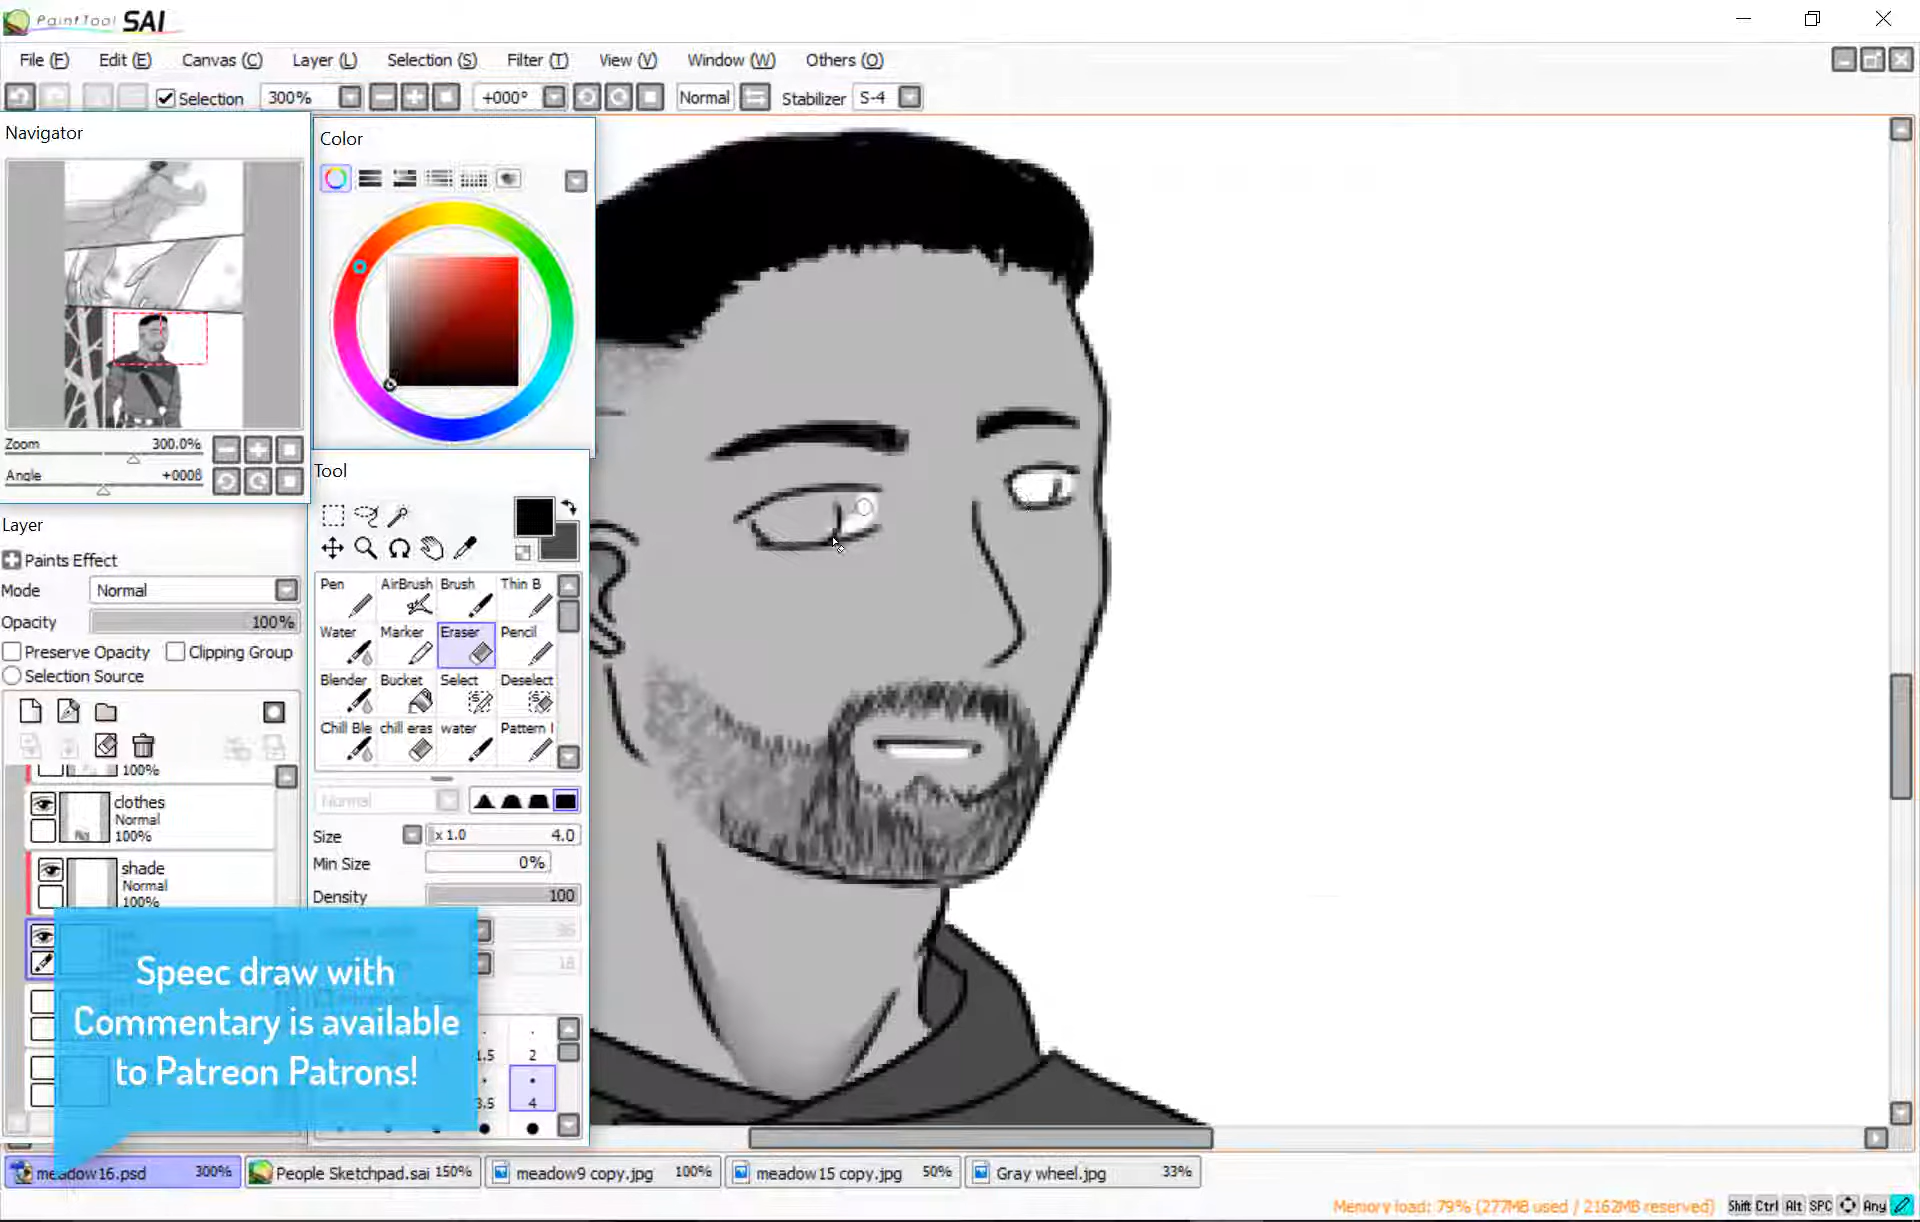 PaintTool SAI
File (F) Edit (E) Canvas (C) Layer (L) Selection (S) Filter (T) View (V) Window (W) Others (O)
Selection 300% +000° Normal Stabilizer S-4
Navigator
Zoom 300.0%
Angle +000ß
Layer
Paints Effect
Mode Normal
Opacity 100%
Preserve Opacity Clipping Group
Selection Source
100%
clothes
Normal
100%
shade
Normal
100%
Color
Tool
Pen AirBrush Brush Thin B
Water Marker Eraser Pencil
Blender Bucket Select Deselect
Chill Ble chill eras water Pattern
Normal
Size x 1.0 4.0
Min Size 0%
Density 100
18
1.5 2
3.5 4
Speec draw with
Commentary is available
to Patreon Patrons!
meadow16.psd 300% People Sketchpad.sai 150% meadow9 copy.jpg 100% meadow15 copy.jpg 50% Gray wheel.jpg 33%
Memory load: 79% (277MB used / 2162MB reserved) Shift Ctrl Alt SPC Any